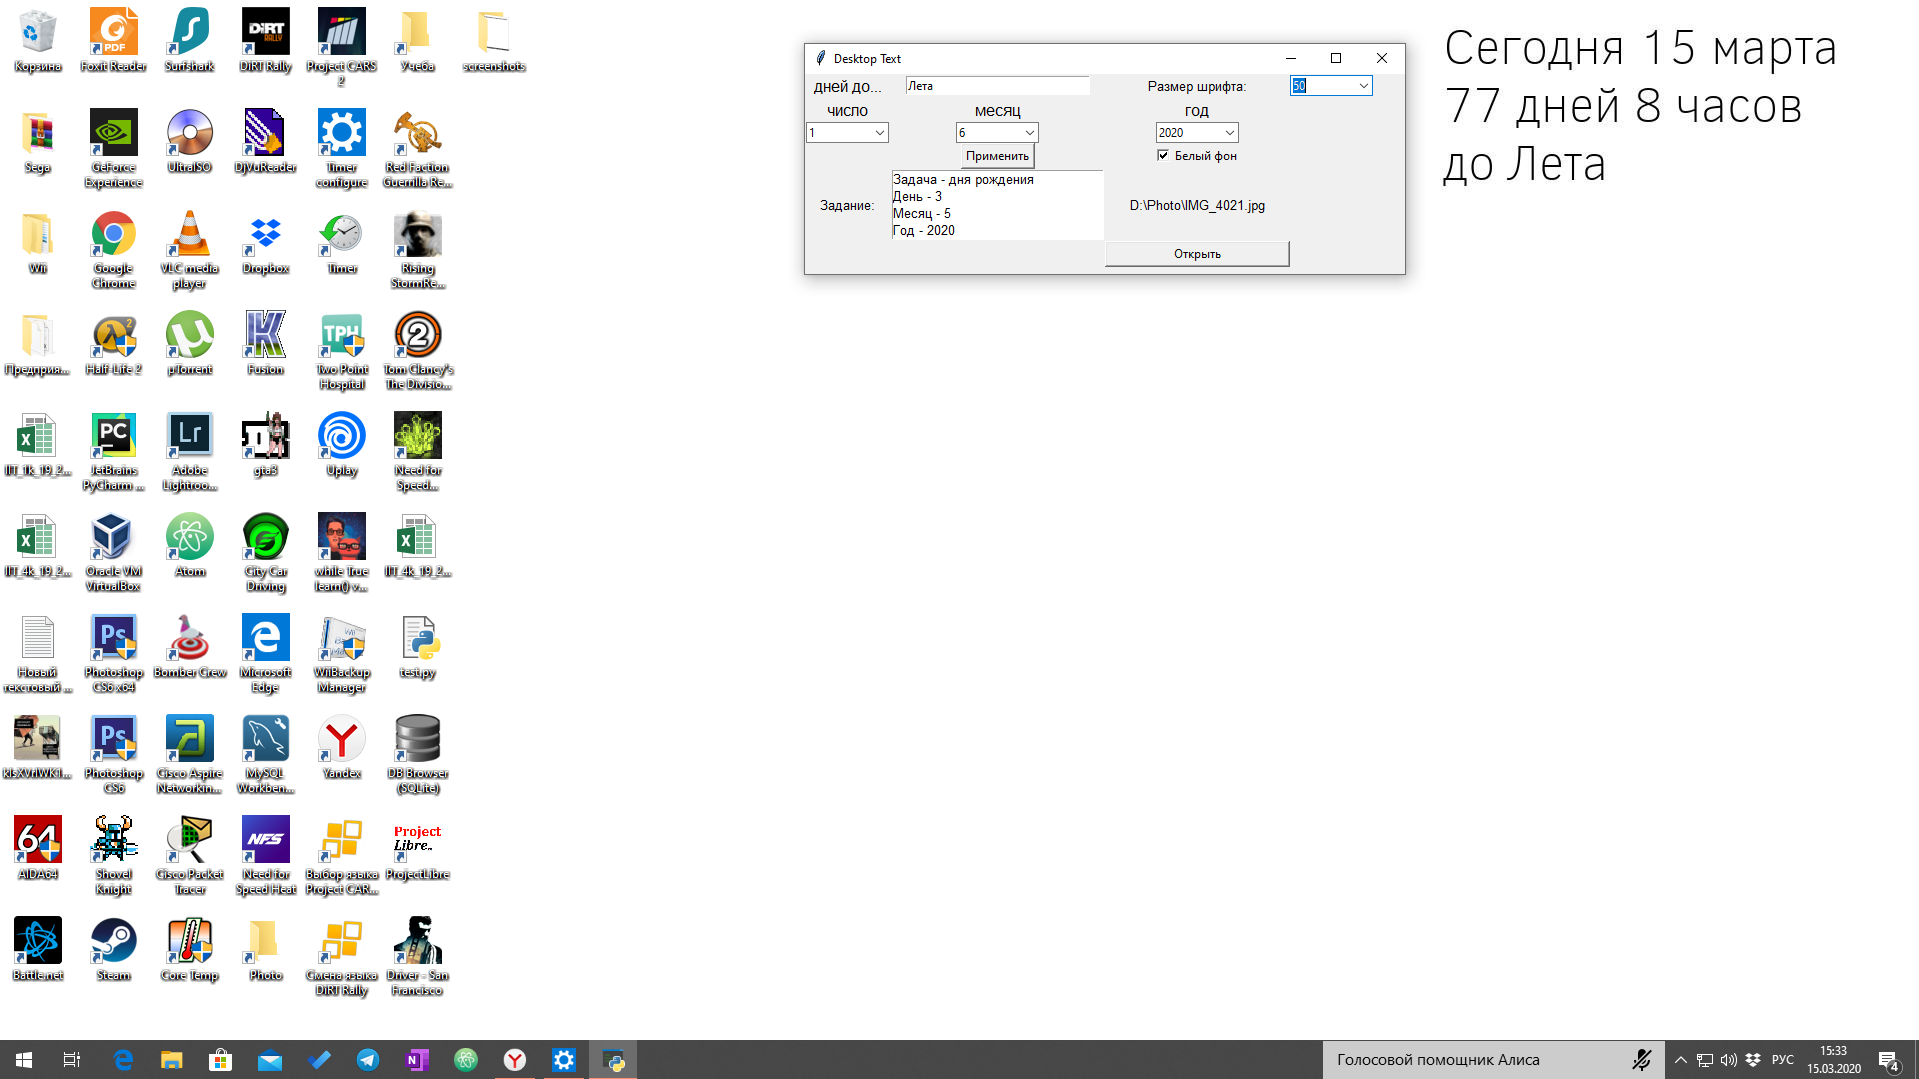 Корзина
Foxit Reader
Surfshark
DiRT Rally
Project CARS
2
Учеба
screenshots
Sega
GeForce
Experience
UltraISO
DjVuReader
Timer
configure
Red Faction
Guerrilla Re...
Wii
Google
Chrome
VLC media
player
Dropbox
Timer
Rising
StormRe...
Предприя...
Half-Life 2
µTorrent
Fusion
Two Point
Hospital
Tom Clancy's
The Divisio...
IIT_1k_19_2...
JetBrains
PyCharm ...
Adobe
Lightroo...
gta3
Uplay
Need for
Speed...
IIT_4k_19_2...
Oracle VM
VirtualBox
Atom
City Car
Driving
while True
learn() v...
IIT_4k_19_2...
Новый
текстовый ...
Photoshop
CS6 x64
Bomber Crew
Microsoft
Edge
WiiBackup
Manager
test.py
Photoshop
CS6
Cisco Aspire
Networkin...
MySQL
Workben...
Yandex
DB Browser
(SQLite)
AIDA64
Shovel
Knight
Cisco Packet
Tracer
Need for
Speed Heat
Выбор языка
Project CAR...
ProjectLibre
Battle.net
Steam
Core Temp
Photo
Смена языка
DiRT Rally
Driver - San
Francisco
Desktop Text
дней до...
Лета
Размер шрифта:
50
число
месяц
год
1
6
2020
Применить
Белый фон
Задание:
Задача - дня рождения
День - 3
Месяц - 5
Год - 2020
D:\Photo\IMG_4021.jpg
Открыть
Сегодня 15 марта
77 дней 8 часов
до Лета
Голосовой помощник Алиса
РУС
15:33
15.03.2020
4